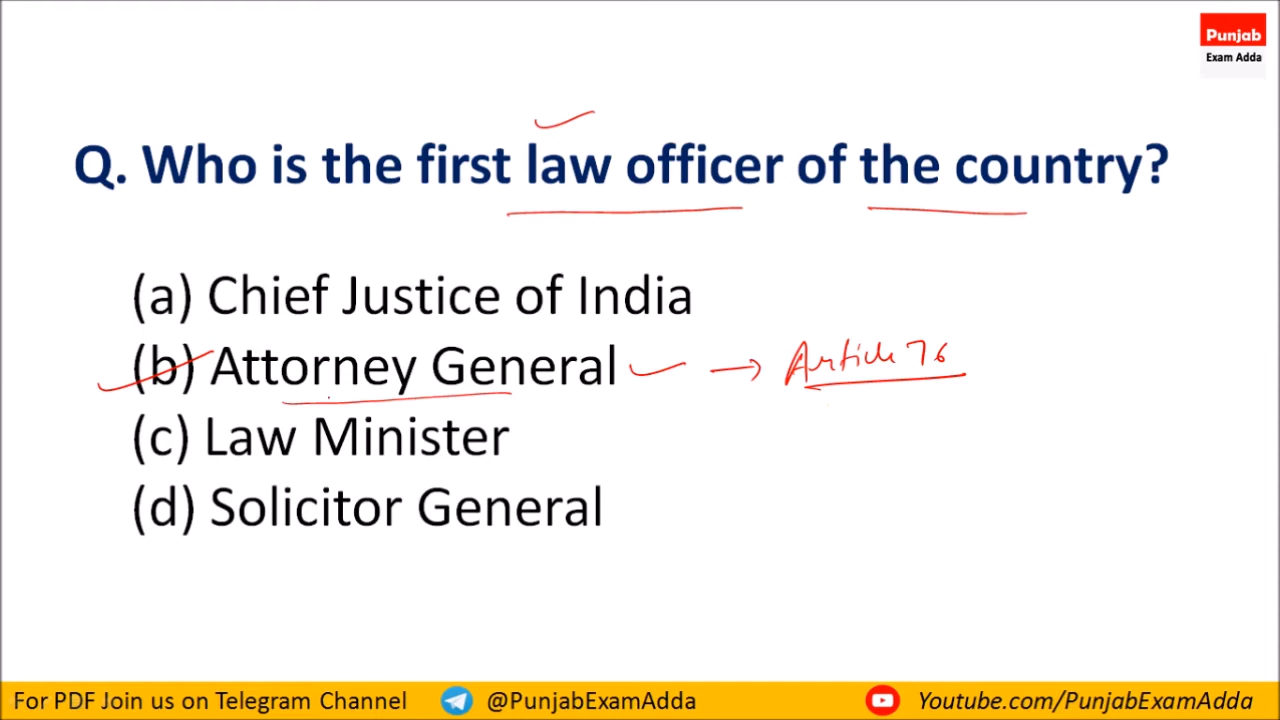 Punjab
Exam Adda
Q. Who is the first law officer of the country?
(a) Chief Justice of India
(b) Attorney General → Article 76
(c) Law Minister
(d) Solicitor General
For PDF Join us on Telegram Channel @PunjabExamAdda Youtube.com/PunjabExamAdda